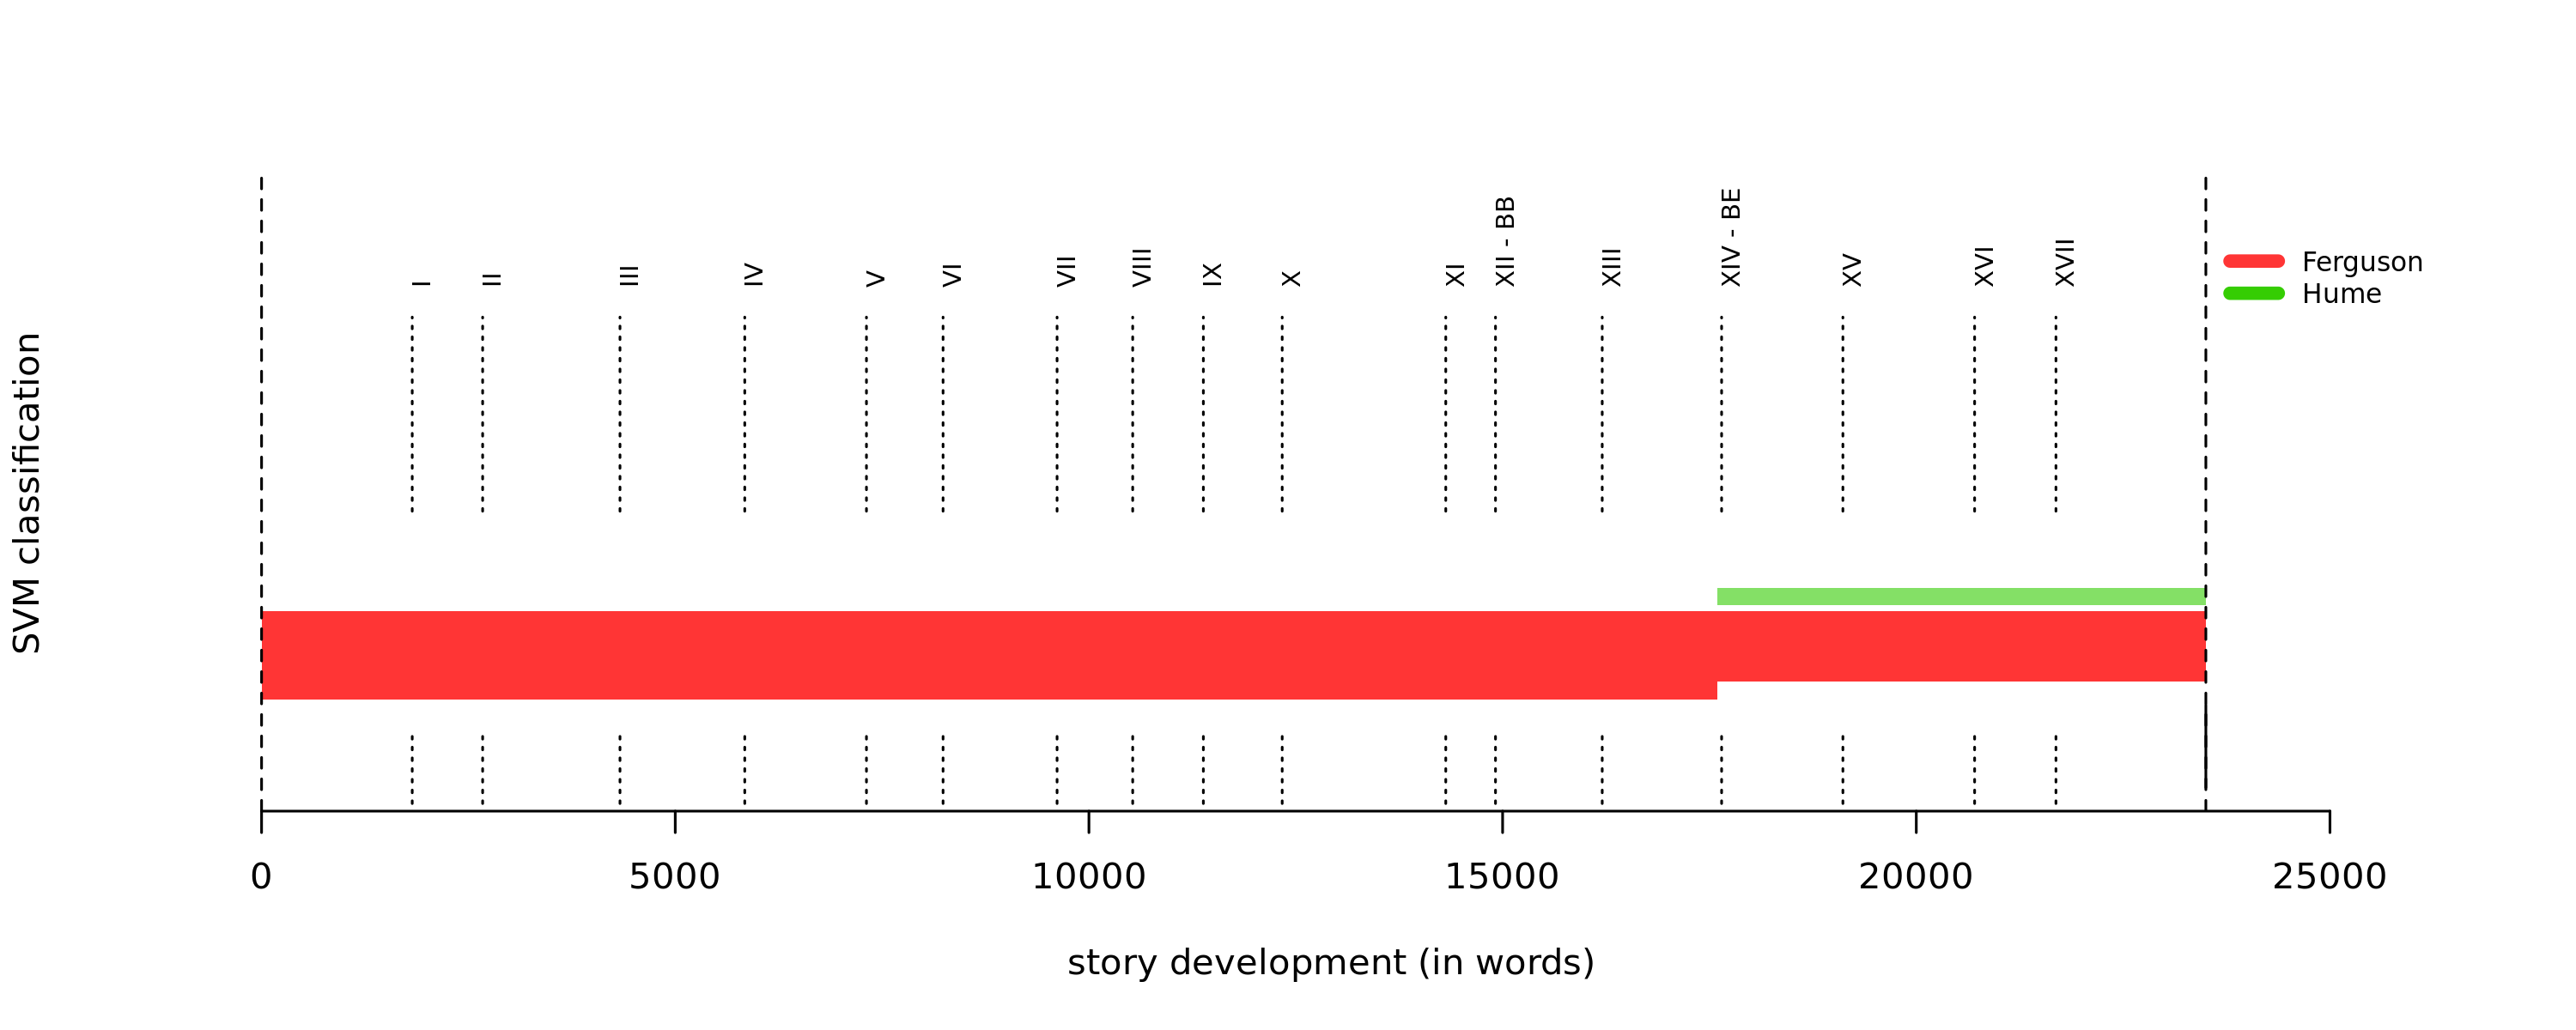 I
II
III
IV
V
VI
VII
VIII
IX
X
XI
XII - BB
XIII
XIV - BE
XV
XVI
XVII
Ferguson
Hume
SVM classification
0
5000
10000
15000
20000
25000
story development (in words)